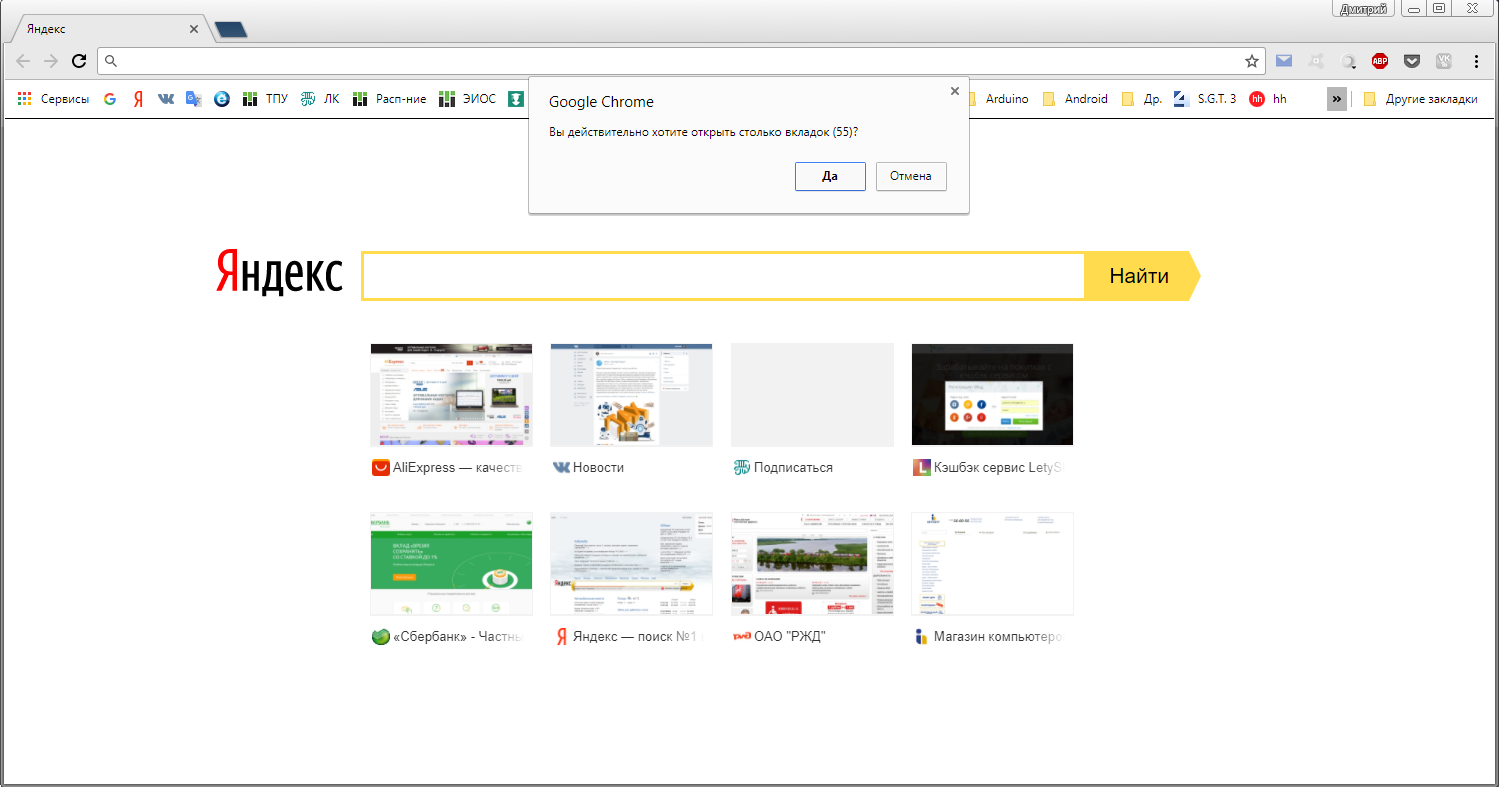 Дмитрий
Яндекс
Сервисы
ТПУ
ЛК
Расп-ние
ЭИОС
Arduino
Android
Др.
S.G.T. 3
hh
Другие закладки
Google Chrome
Вы действительно хотите открыть столько вкладок (55)?
Да
Отмена
Яндекс
Найти
AliExpress — качеств
Новости
Подписаться
Кэшбэк сервис LetyS
«Сбербанк» - Частны
Яндекс — поиск №1
ОАО "РЖД"
Магазин компьютеро